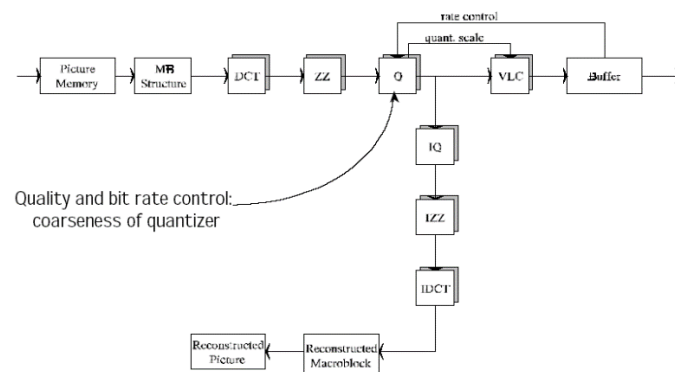 rate control
quant. scale
Picture
Memory
MB
Structure
DCT
ZZ
Q
VLC
Buffer
IQ
Quality and bit rate control:
coarseness of quantizer
IZZ
IDCT
Reconstructed
Picture
Reconstructed
Macroblock